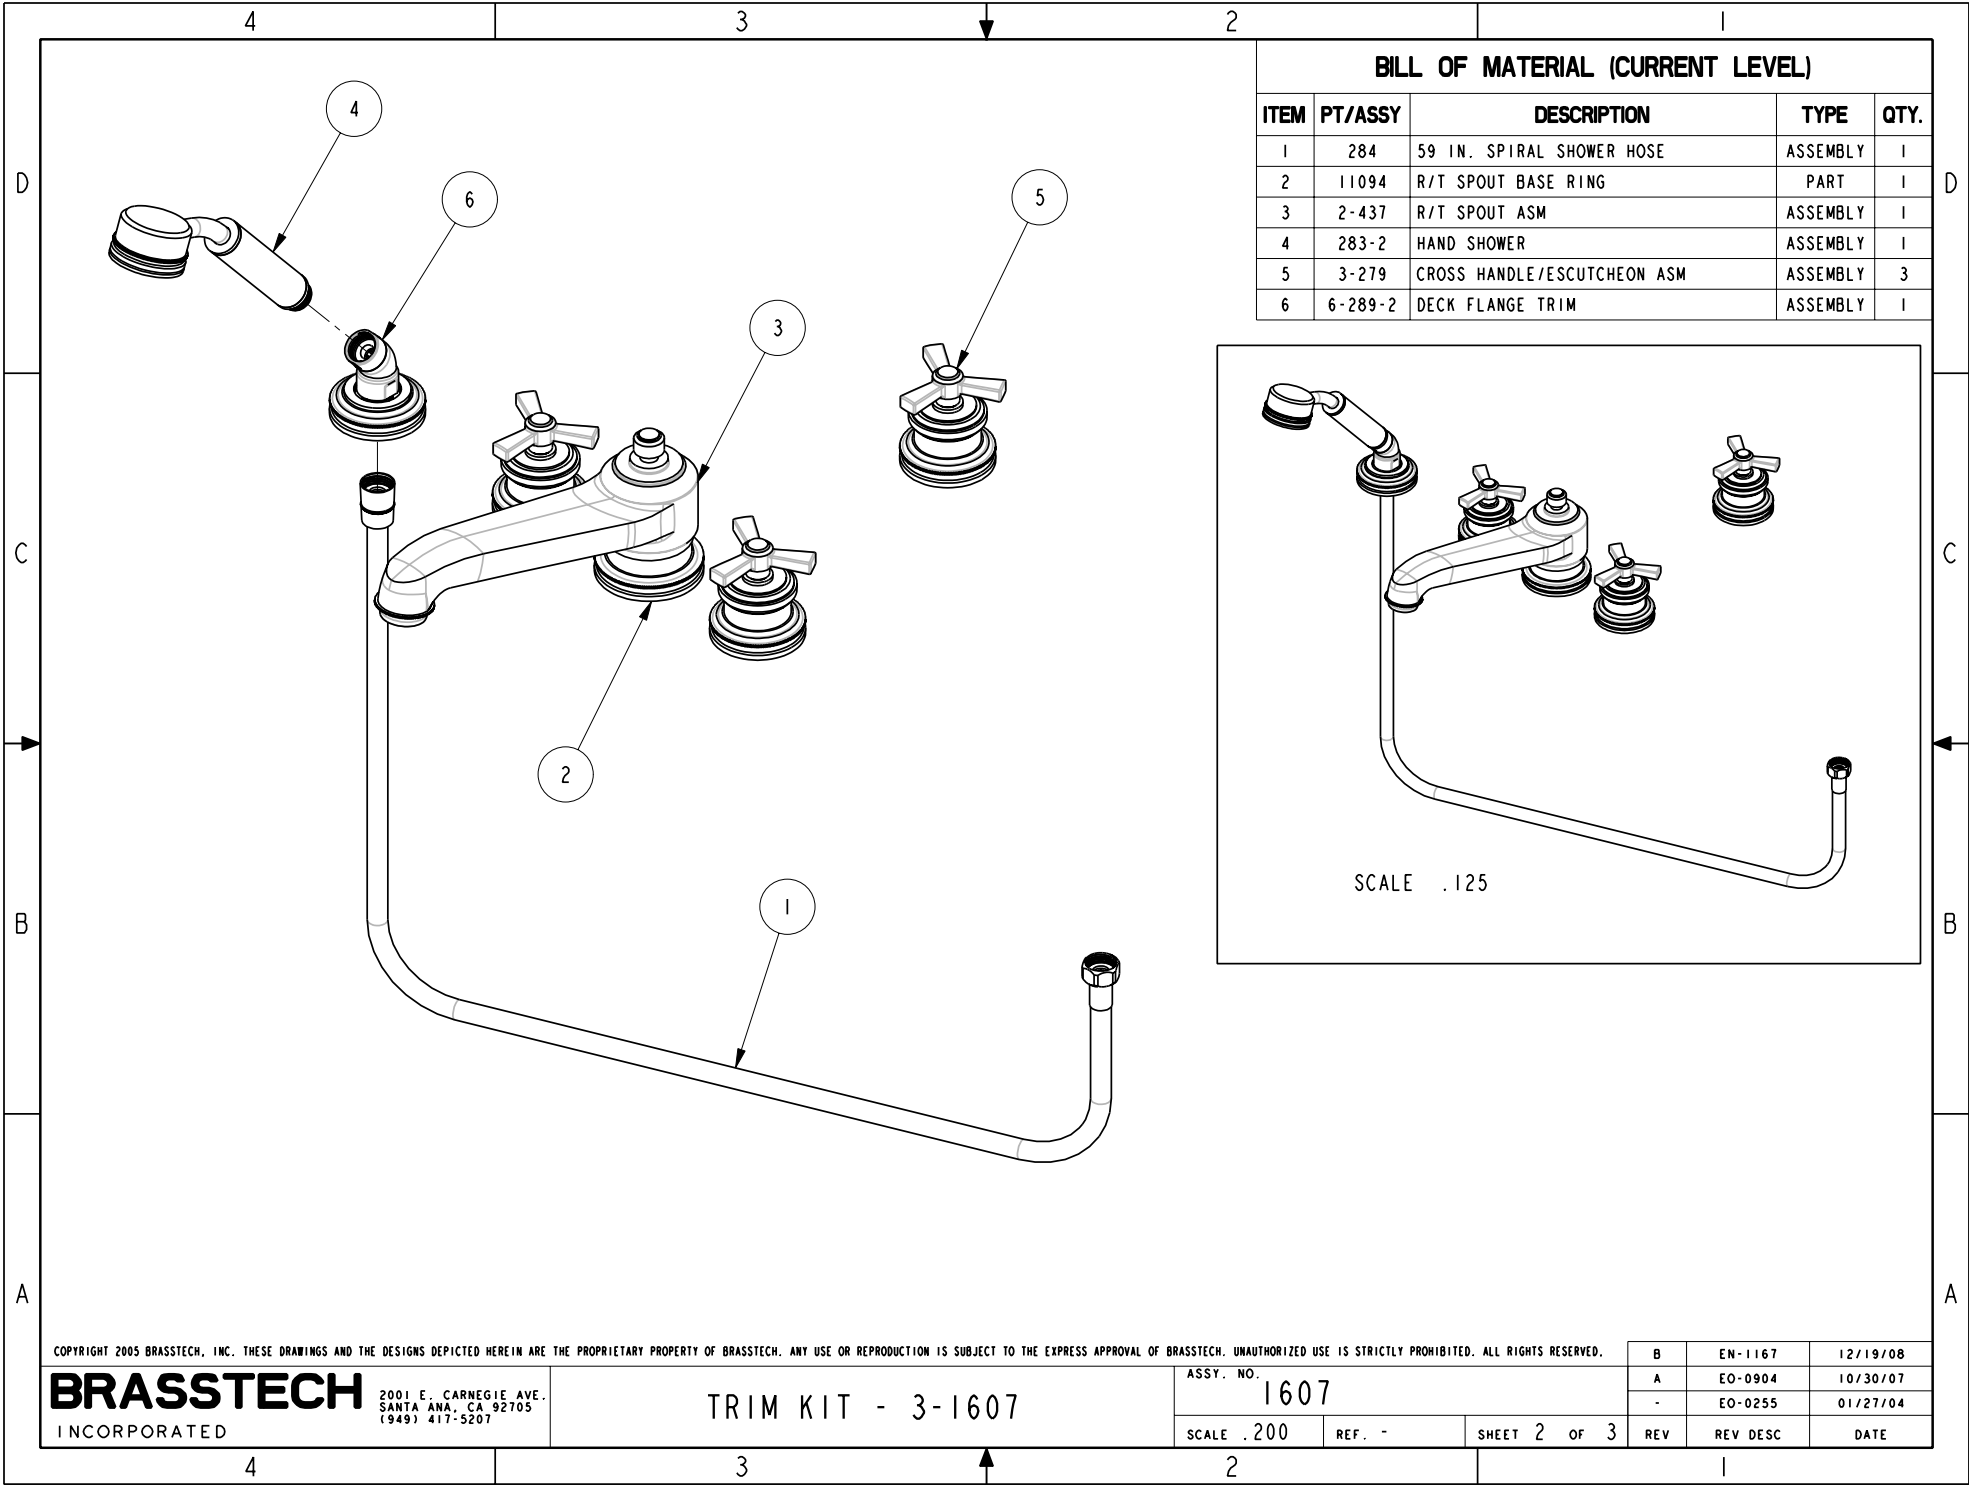 4 3 2 1
BILL OF MATERIAL (CURRENT LEVEL)
ITEM PT/ASSY DESCRIPTION TYPE QTY.
1 284 59 IN. SPIRAL SHOWER HOSE ASSEMBLY 1
2 11094 R/T SPOUT BASE RING PART 1
3 2-437 R/T SPOUT ASM ASSEMBLY 1
4 283-2 HAND SHOWER ASSEMBLY 1
5 3-279 CROSS HANDLE/ESCUTCHEON ASM ASSEMBLY 3
6 6-289-2 DECK FLANGE TRIM ASSEMBLY 1
4
D
D
6
5
3
C
C
2
SCALE .125
1
B
B
A
A
COPYRIGHT 2005 BRASSTECH, INC. THESE DRAWINGS AND THE DESIGNS DEPICTED HEREIN ARE THE PROPRIETARY PROPERTY OF BRASSTECH. ANY USE OR REPRODUCTION IS SUBJECT TO THE EXPRESS APPROVAL OF BRASSTECH. UNAUTHORIZED USE IS STRICTLY PROHIBITED. ALL RIGHTS RESERVED.
BRASSTECH
INCORPORATED
2001 E. CARNEGIE AVE.
SANTA ANA, CA 92705
(949) 417-5207
TRIM KIT - 3-1607
ASSY. NO.
1607
SCALE .200 REF. - SHEET 2 OF 3
B EN-1167 12/19/08
A EO-0904 10/30/07
- EO-0255 01/27/04
REV REV DESC DATE
4 3 2 1